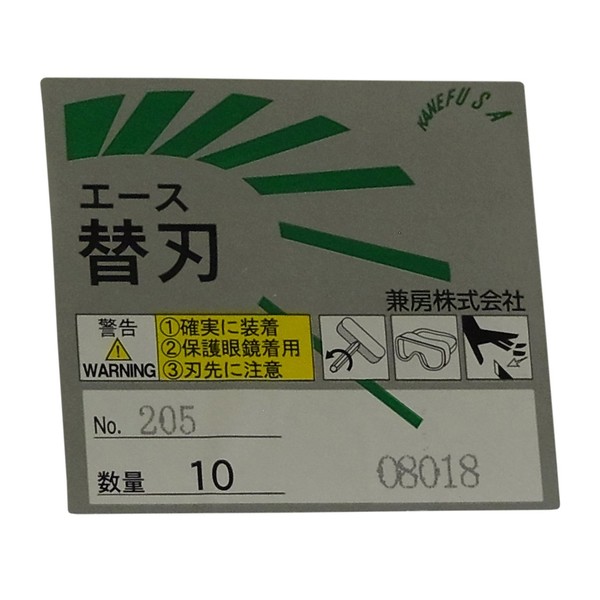 KANEFUSA
エース
替刃
兼房株式会社
警告
WARNING
①確実に装着
②保護眼鏡着用
③刃先に注意
No. 205
数量 10
08018